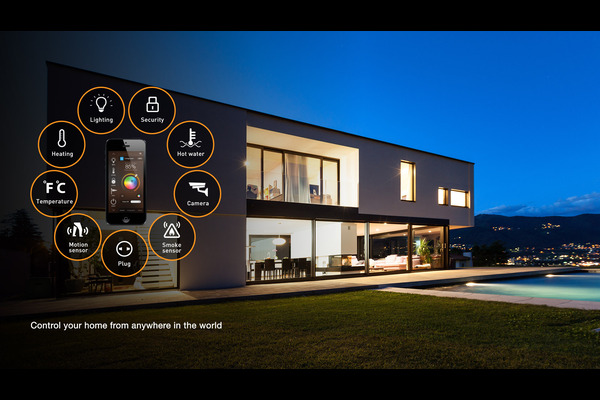 Lighting
Security
Heating
Hot water
°F°C
Temperature
Camera
Motion
sensor
Smoke
sensor
Plug
Control your home from anywhere in the world